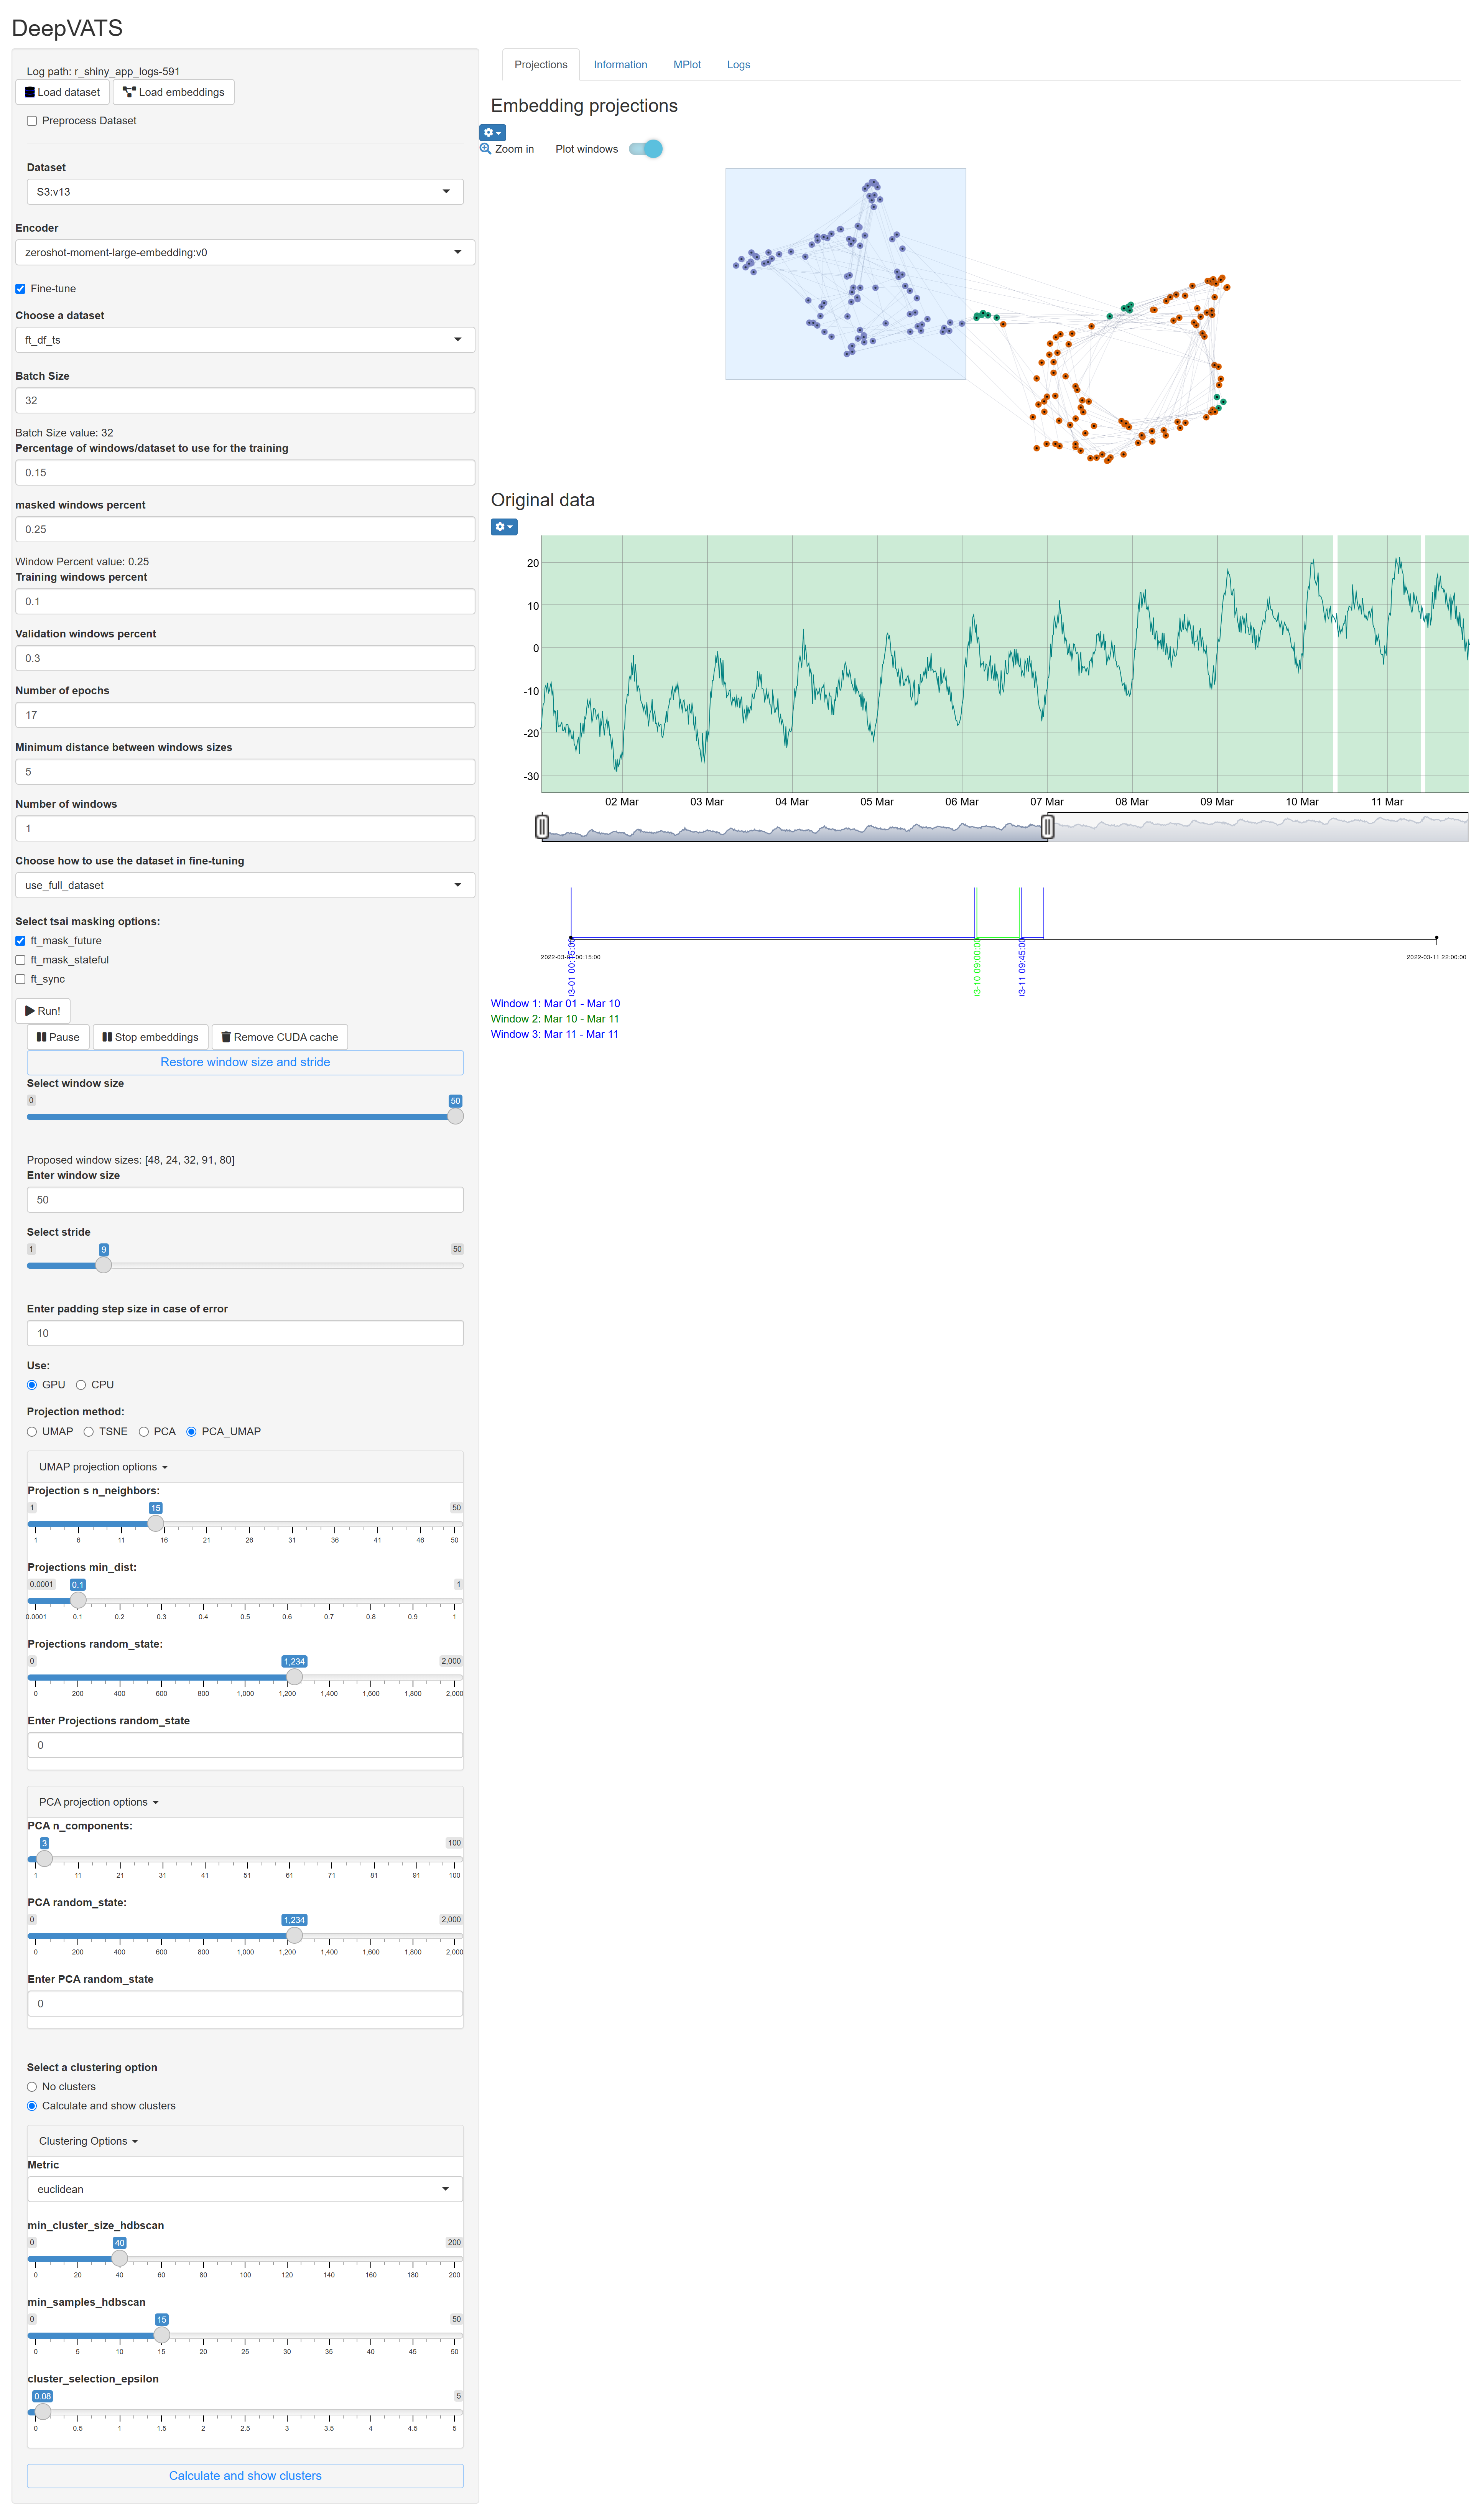 DeepVATS
Log path: r_shiny_app_logs-591
Load dataset
Load embeddings
Preprocess Dataset
Dataset
S3:v13
Encoder
zeroshot-moment-large-embedding:v0
Fine-tune
Choose a dataset
ft_df_ts
Batch Size
32
Batch Size value: 32
Percentage of windows/dataset to use for the training
0.15
masked windows percent
0.25
Window Percent value: 0.25
Training windows percent
0.1
Validation windows percent
0.3
Number of epochs
17
Minimum distance between windows sizes
5
Number of windows
1
Choose how to use the dataset in fine-tuning
use_full_dataset
Select tsai masking options:
ft_mask_future
ft_mask_stateful
ft_sync
Run!
Pause
Stop embeddings
Remove CUDA cache
Restore window size and stride
Select window size
0 50
Proposed window sizes: [48, 24, 32, 91, 80]
Enter window size
50
Select stride
1 9 50
Enter padding step size in case of error
10
Use:
GPU CPU
Projection method:
UMAP TSNE PCA PCA_UMAP
UMAP projection options
Projection s n_neighbors:
1 15 50
1 6 11 16 21 26 31 36 41 46 50
Projections min_dist:
0.0001 0.1 1
0.0001 0.1 0.2 0.3 0.4 0.5 0.6 0.7 0.8 0.9 1
Projections random_state:
0 1,234 2,000
0 200 400 600 800 1,000 1,200 1,400 1,600 1,800 2,000
Enter Projections random_state
0
PCA projection options
PCA n_components:
3 100
1 11 21 31 41 51 61 71 81 91 100
PCA random_state:
0 1,234 2,000
0 200 400 600 800 1,000 1,200 1,400 1,600 1,800 2,000
Enter PCA random_state
0
Select a clustering option
No clusters
Calculate and show clusters
Clustering Options
Metric
euclidean
min_cluster_size_hdbscan
0 40 200
0 20 40 60 80 100 120 140 160 180 200
min_samples_hdbscan
0 15 50
0 5 10 15 20 25 30 35 40 45 50
cluster_selection_epsilon
0.08 5
0 0.5 1 1.5 2 2.5 3 3.5 4 4.5 5
Calculate and show clusters
Projections Information MPlot Logs
Embedding projections
Zoom in Plot windows
Original data
20
10
0
-10
-20
-30
02 Mar 03 Mar 04 Mar 05 Mar 06 Mar 07 Mar 08 Mar 09 Mar 10 Mar 11 Mar
3-01 00:15:00
3-10 09:00:00
3-11 09:45:00
2022-03-01 00:15:00
2022-03-11 22:00:00
Window 1: Mar 01 - Mar 10
Window 2: Mar 10 - Mar 11
Window 3: Mar 11 - Mar 11